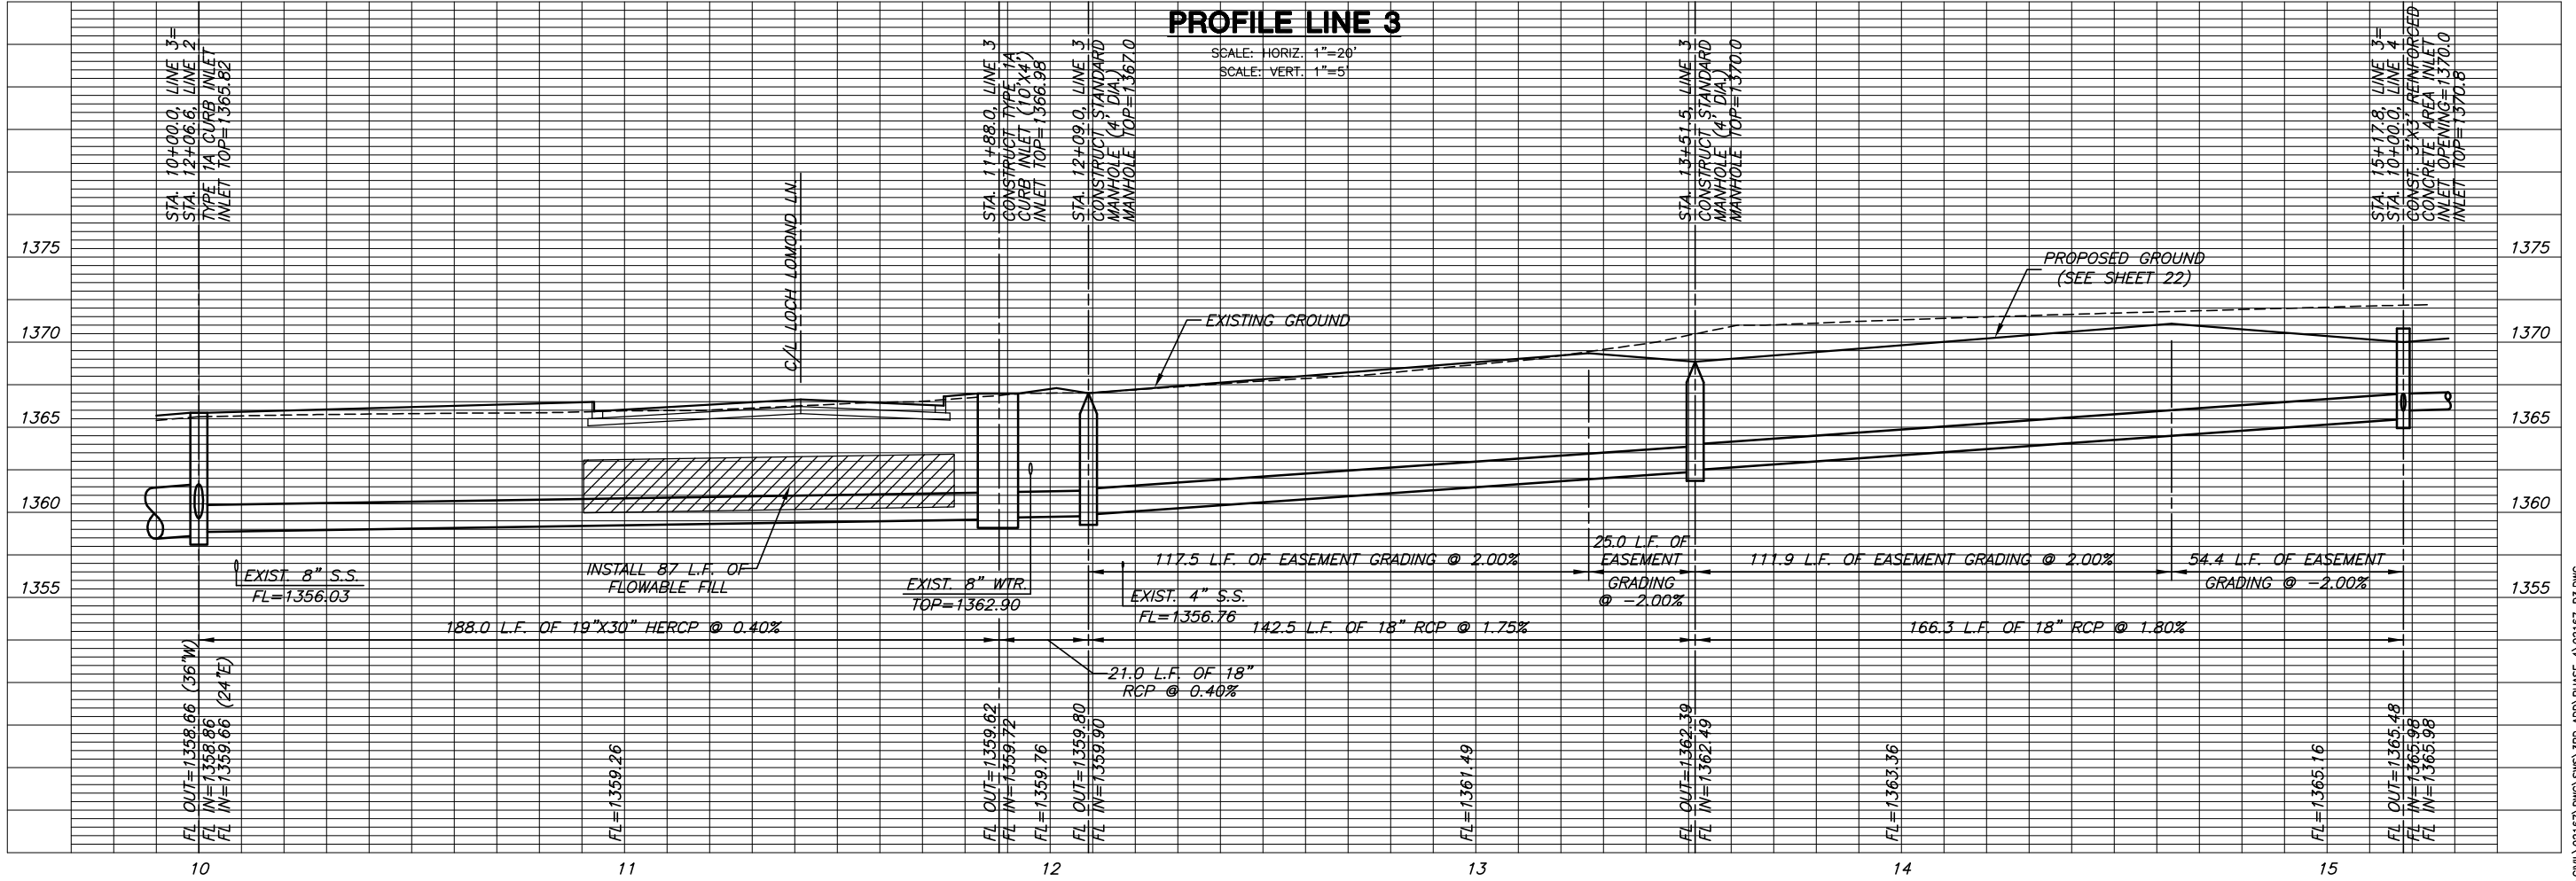 PROFILE LINE 3
SCALE: HORIZ. 1"=20'
SCALE: VERT. 1"=5'
STA. 10+00.0, LINE 3=
STA. 12+06.6, LINE 2
TYPE 1A CURB INLET
INLET TOP=1365.82
C/L LOCH LOMOND LN.
STA. 11+88.0, LINE 3
CONSTRUCT TYPE 1A
CURB INLET (10'X4')
INLET TOP=1366.98
STA. 12+09.0, LINE 3
CONSTRUCT STANDARD
MANHOLE (4' DIA.)
MANHOLE TOP=1367.0
STA. 13+51.5, LINE 3
CONSTRUCT STANDARD
MANHOLE (4' DIA.)
MANHOLE TOP=1370.0
STA. 15+17.8, LINE 3=
STA. 10+00.0, LINE 4
CONST. 3'X3' REINFORCED
CONCRETE AREA INLET
INLET OPENING=1370.0
INLET TOP=1370.8
1375
1370
1365
1360
1355
1375
1370
1365
1360
1355
EXISTING GROUND
PROPOSED GROUND
(SEE SHEET 22)
EXIST. 8" S.S.
FL=1356.03
INSTALL 87 L.F. OF
FLOWABLE FILL
EXIST. 8" WTR.
TOP=1362.90
EXIST. 4" S.S.
FL=1356.76
117.5 L.F. OF EASEMENT GRADING @ 2.00%
25.0 L.F. OF
EASEMENT
GRADING
@ -2.00%
111.9 L.F. OF EASEMENT GRADING @ 2.00%
54.4 L.F. OF EASEMENT
GRADING @ -2.00%
188.0 L.F. OF 19"X30" HERCP @ 0.40%
21.0 L.F. OF 18"
RCP @ 0.40%
142.5 L.F. OF 18" RCP @ 1.75%
166.3 L.F. OF 18" RCP @ 1.80%
FL OUT=1358.66 (36"W)
FL IN=1358.86
FL IN=1359.66 (24"E)
FL=1359.26
FL OUT=1359.62
FL IN=1359.72
FL=1359.76
FL OUT=1359.80
FL IN=1359.90
FL=1361.49
FL OUT=1362.39
FL IN=1362.49
FL=1363.36
FL=1365.16
FL OUT=1365.48
FL IN=1365.98
FL IN=1365.98
10
11
12
13
14
15